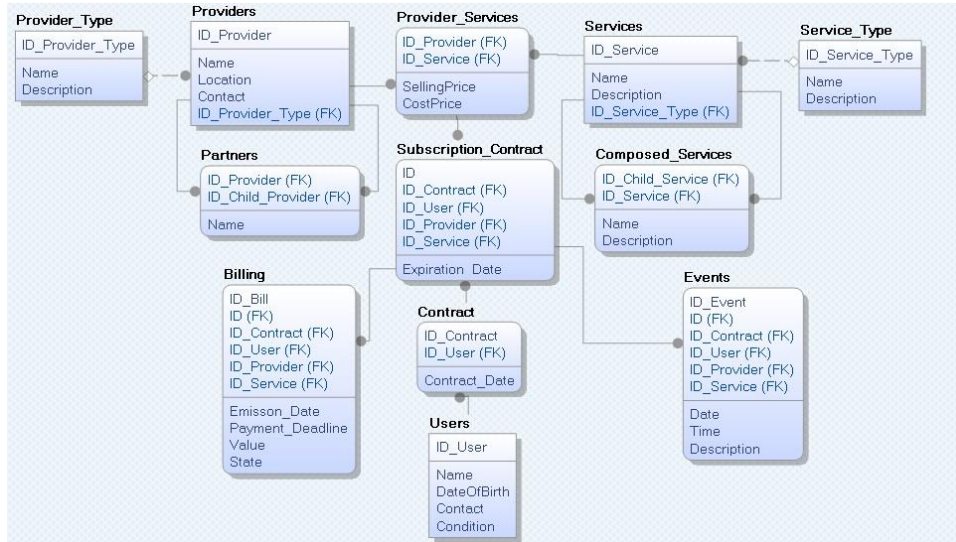 Provider_Type
ID_Provider_Type
Name
Description
Providers
ID_Provider
Name
Location
Contact
ID_Provider_Type (FK)
Provider_Services
ID_Provider (FK)
ID_Service (FK)
SellingPrice
CostPrice
Services
ID_Service
Name
Description
ID_Service_Type (FK)
Service_Type
ID_Service_Type
Name
Description
Partners
ID_Provider (FK)
ID_Child_Provider (FK)
Name
Subscription_Contract
ID
ID_Contract (FK)
ID_User (FK)
ID_Provider (FK)
ID_Service (FK)
Expiration_Date
Composed_Services
ID_Child_Service (FK)
ID_Service (FK)
Name
Description
Billing
ID_Bill
ID (FK)
ID_Contract (FK)
ID_User (FK)
ID_Provider (FK)
ID_Service (FK)
Emisson_Date
Payment_Deadline
Value
State
Contract
ID_Contract
ID_User (FK)
Contract_Date
Users
ID_User
Name
DateOfBirth
Contact
Condition
Events
ID_Event
ID (FK)
ID_Contract (FK)
ID_User (FK)
ID_Provider (FK)
ID_Service (FK)
Date
Time
Description